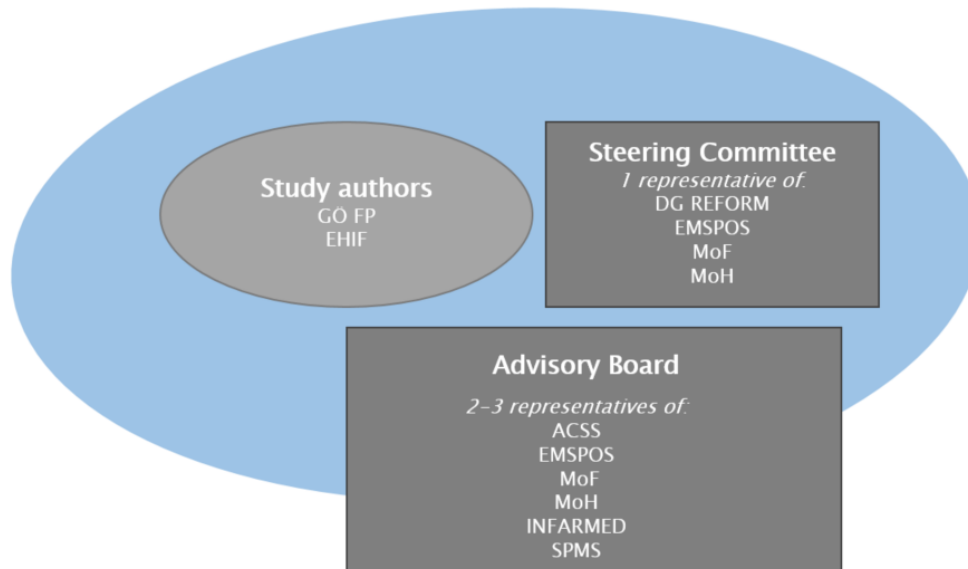 Study authors
GÖ FP
EHIF
Steering Committee
1 representative of:
DG REFORM
EMSPOS
MoF
MoH
Advisory Board
2-3 representatives of:
ACSS
EMSPOS
MoF
MoH
INFARMED
SPMS